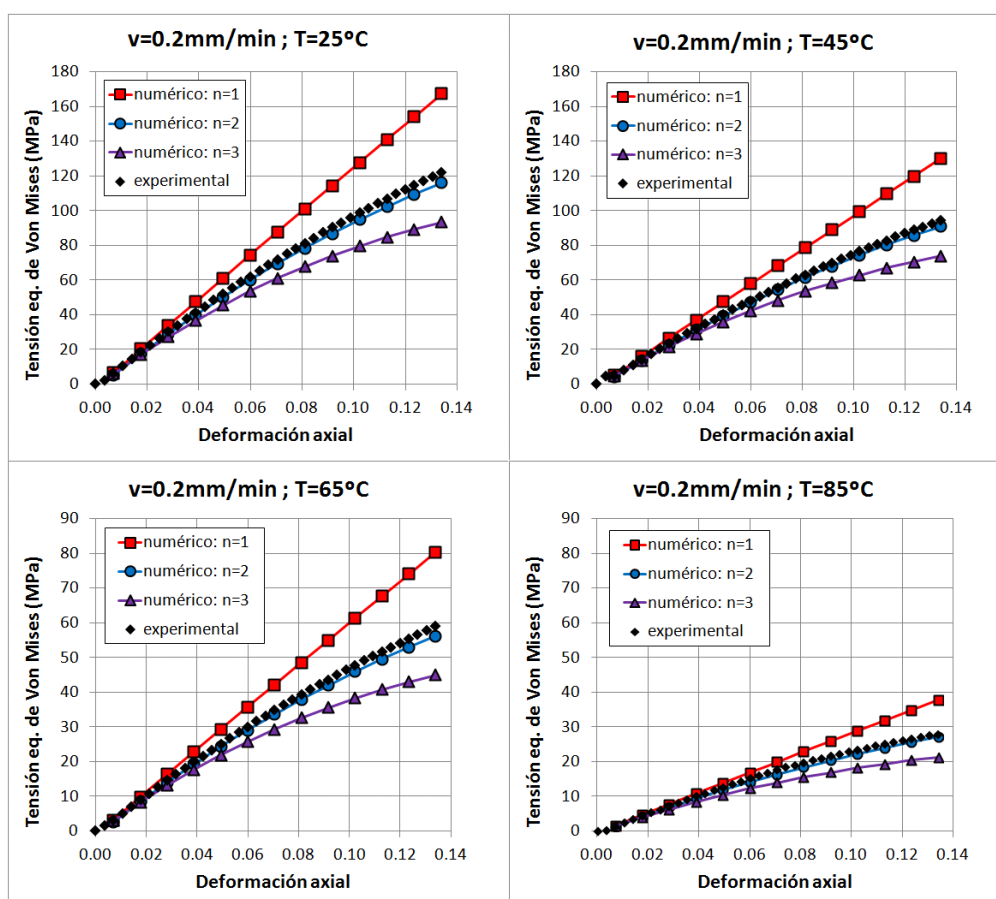 v=0.2mm/min ; T=25ºC
Tensión eq. de Von Mises (MPa)
180
160
140
120
100
80
60
40
20
0
numérico: n=1
numérico: n=2
numérico: n=3
experimental
0.00 0.02 0.04 0.06 0.08 0.10 0.12 0.14
Deformación axial
v=0.2mm/min ; T=45ºC
Tensión eq. de Von Mises (MPa)
180
160
140
120
100
80
60
40
20
0
numérico: n=1
numérico: n=2
numérico: n=3
experimental
0.00 0.02 0.04 0.06 0.08 0.10 0.12 0.14
Deformación axial
v=0.2mm/min ; T=65ºC
Tensión eq. de Von Mises (MPa)
90
80
70
60
50
40
30
20
10
0
numérico: n=1
numérico: n=2
numérico: n=3
experimental
0.00 0.02 0.04 0.06 0.08 0.10 0.12 0.14
Deformación axial
v=0.2mm/min ; T=85ºC
Tensión eq. de Von Mises (MPa)
90
80
70
60
50
40
30
20
10
0
numérico: n=1
numérico: n=2
numérico: n=3
experimental
0.00 0.02 0.04 0.06 0.08 0.10 0.12 0.14
Deformación axial